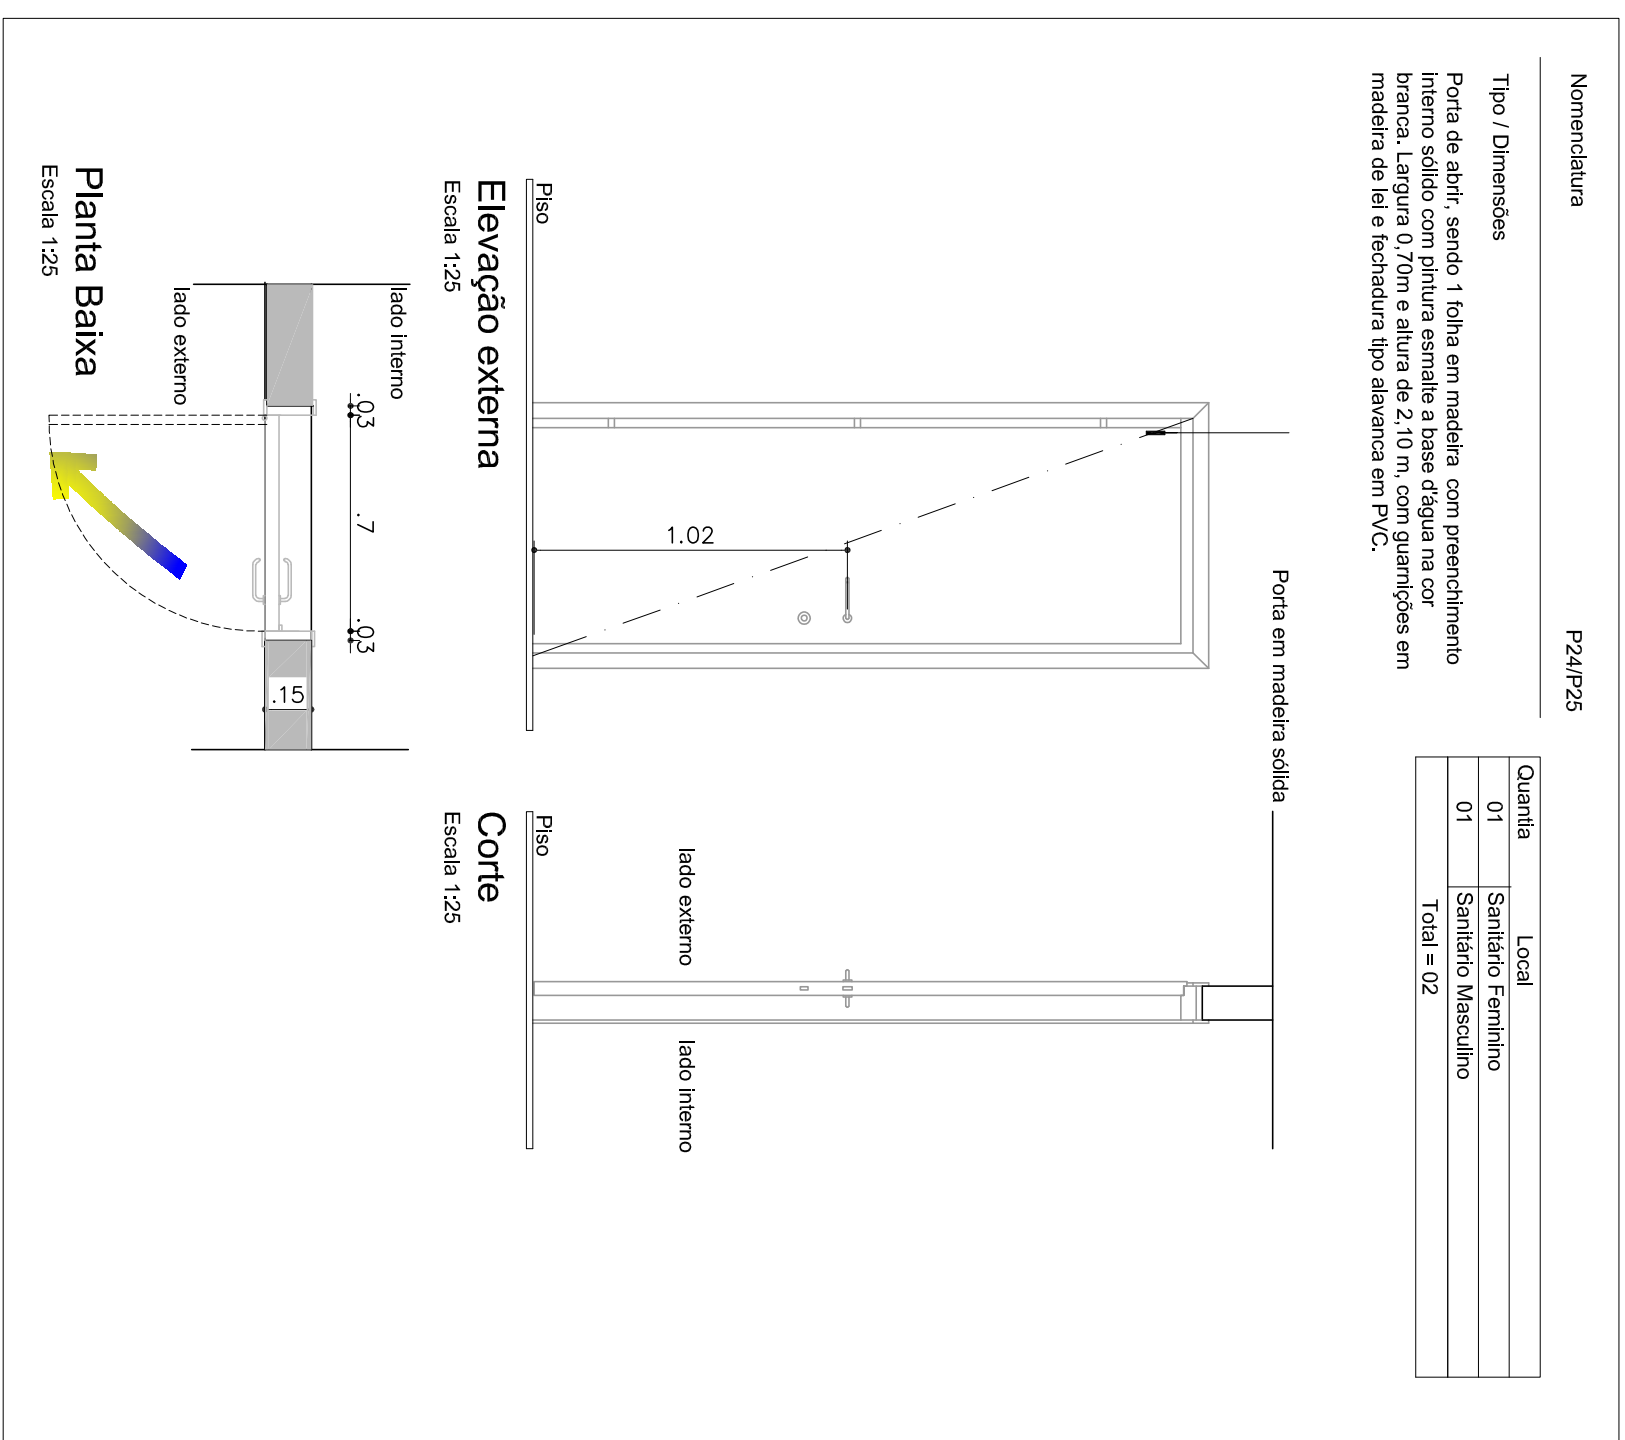 Nomenclatura P24/P25
Tipo / Dimensões
Porta de abrir, sendo 1 folha em madeira  com preenchimento
interno sólido com pintura esmalte a base d'água na cor
branca. Largura 0,70m e altura de 2,10 m, com guarnições em
madeira de lei e fechadura tipo alavanca em PVC.
Quantia Local
01 Sanitário Feminino
01 Sanitário Masculino
Total = 02
Porta em madeira sólida
1.02
Piso
Elevação externa
Escala 1:25
lado externo
lado interno
Piso
Corte
Escala 1:25
lado interno
.03
.7
.03
.15
lado externo
Planta Baixa
Escala 1:25